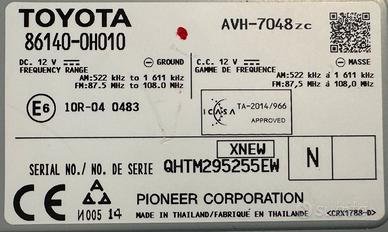 TOYOTA
AVH-7048zc
86140-0H010
DC. 12 V
GROUND
C.C. 12 V
MASSE
FREQUENCY RANGE
GAMME DE FREQUENCE
AM:522 kHz to 1 611 kHz
FM:87.5 MHz to 108.0 MHz
AM:522 kHz à 1 611 kHz
FM:87,5 MHz à 108,0 MHz
E6
10R-04 0483
ICASA
TA-2014/966
APPROVED
XNEW
N
SERIAL NO./NO. DE SERIE
QHTM295255EW
CE
И005 14
PIONEER CORPORATION
MADE IN THAILAND/FABRIQUÉ EN THAILANDE
<CRX1788-D>